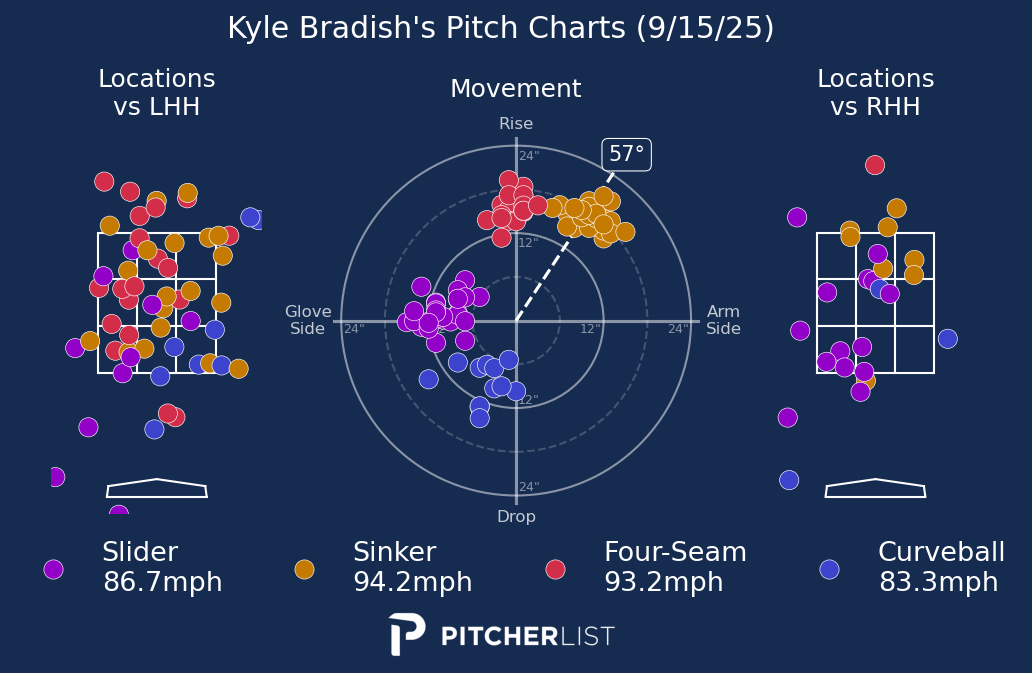 Kyle Bradish's Pitch Charts (9/15/25)
Locations
vs LHH
Movement
Locations
vs RHH
Rise
57°
24"
12"
Glove
Side
24"
12"
24"
Arm
Side
12"
24"
Drop
Slider
86.7mph
Sinker
94.2mph
Four-Seam
93.2mph
Curveball
83.3mph
PITCHERLIST